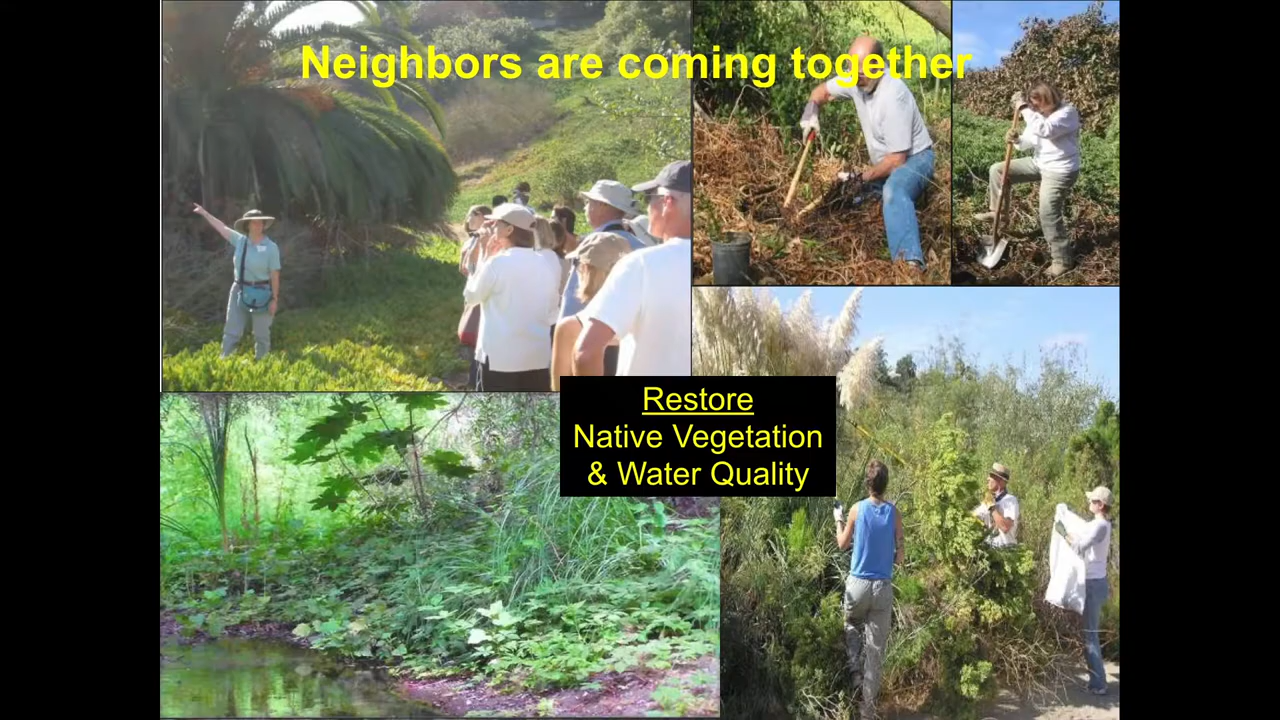 Neighbors are coming together
Restore
Native Vegetation
& Water Quality